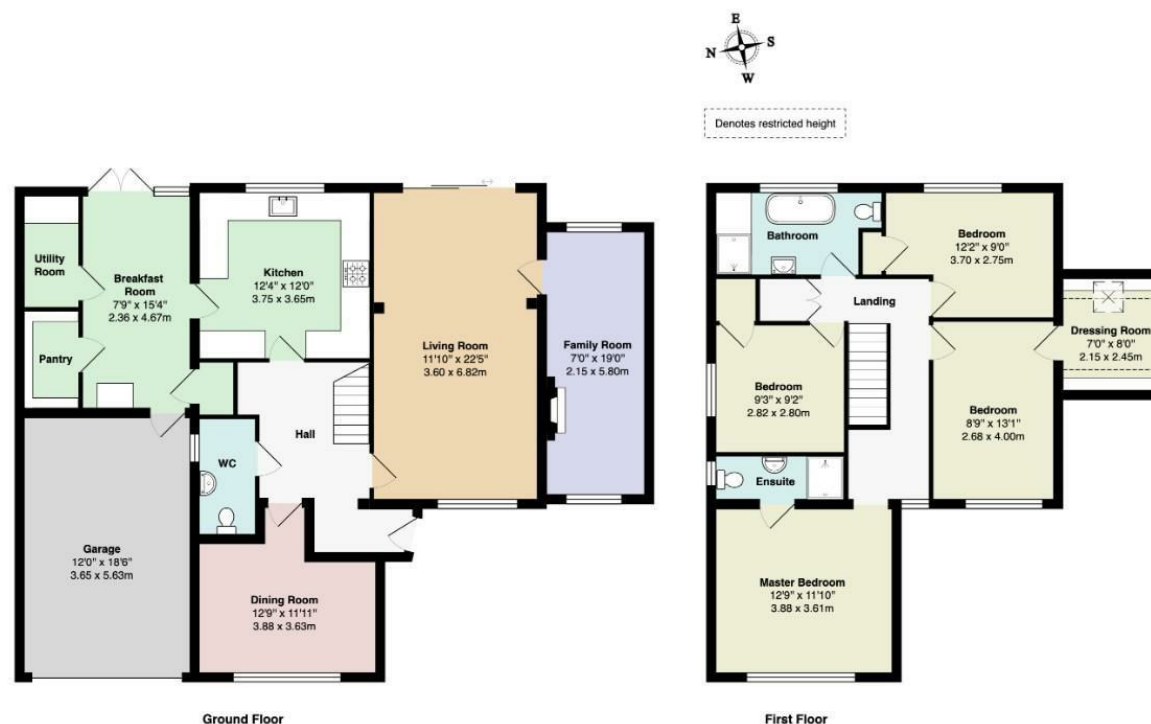 E
N
S
W
Denotes restricted height
Utility
Room
Breakfast
Room
7'9" x 15'4"
2.36 x 4.67m
Pantry
Kitchen
12'4" x 12'0"
3.75 x 3.65m
Living Room
11'10" x 22'5"
3.60 x 6.82m
Family Room
7'0" x 19'0"
2.15 x 5.80m
Hall
WC
Garage
12'0" x 18'6"
3.65 x 5.63m
Dining Room
12'9" x 11'11"
3.88 x 3.63m
Ground Floor
Bathroom
Bedroom
12'2" x 9'0"
3.70 x 2.75m
Landing
Dressing Room
7'0" x 8'0"
2.15 x 2.45m
Bedroom
9'3" x 9'2"
2.82 x 2.80m
Bedroom
8'9" x 13'1"
2.68 x 4.00m
Ensuite
Master Bedroom
12'9" x 11'10"
3.88 x 3.61m
First Floor